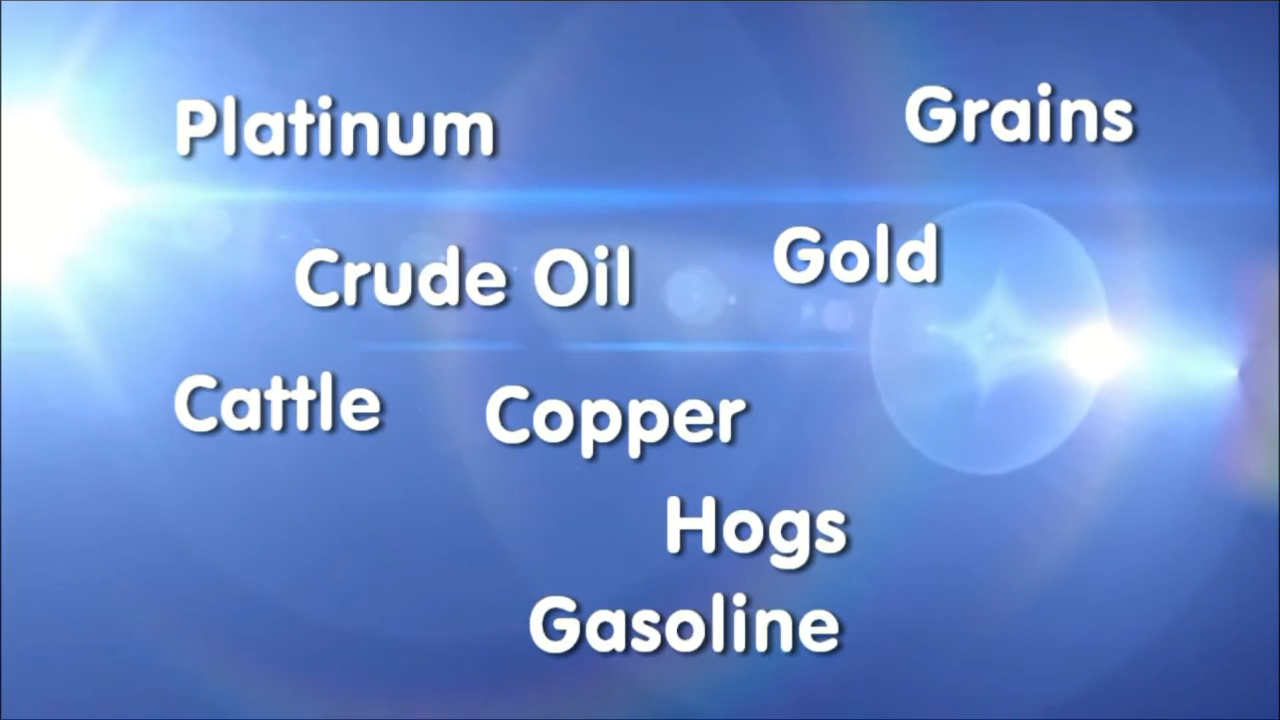 Platinum
Grains
Crude Oil
Gold
Cattle
Copper
Hogs
Gasoline